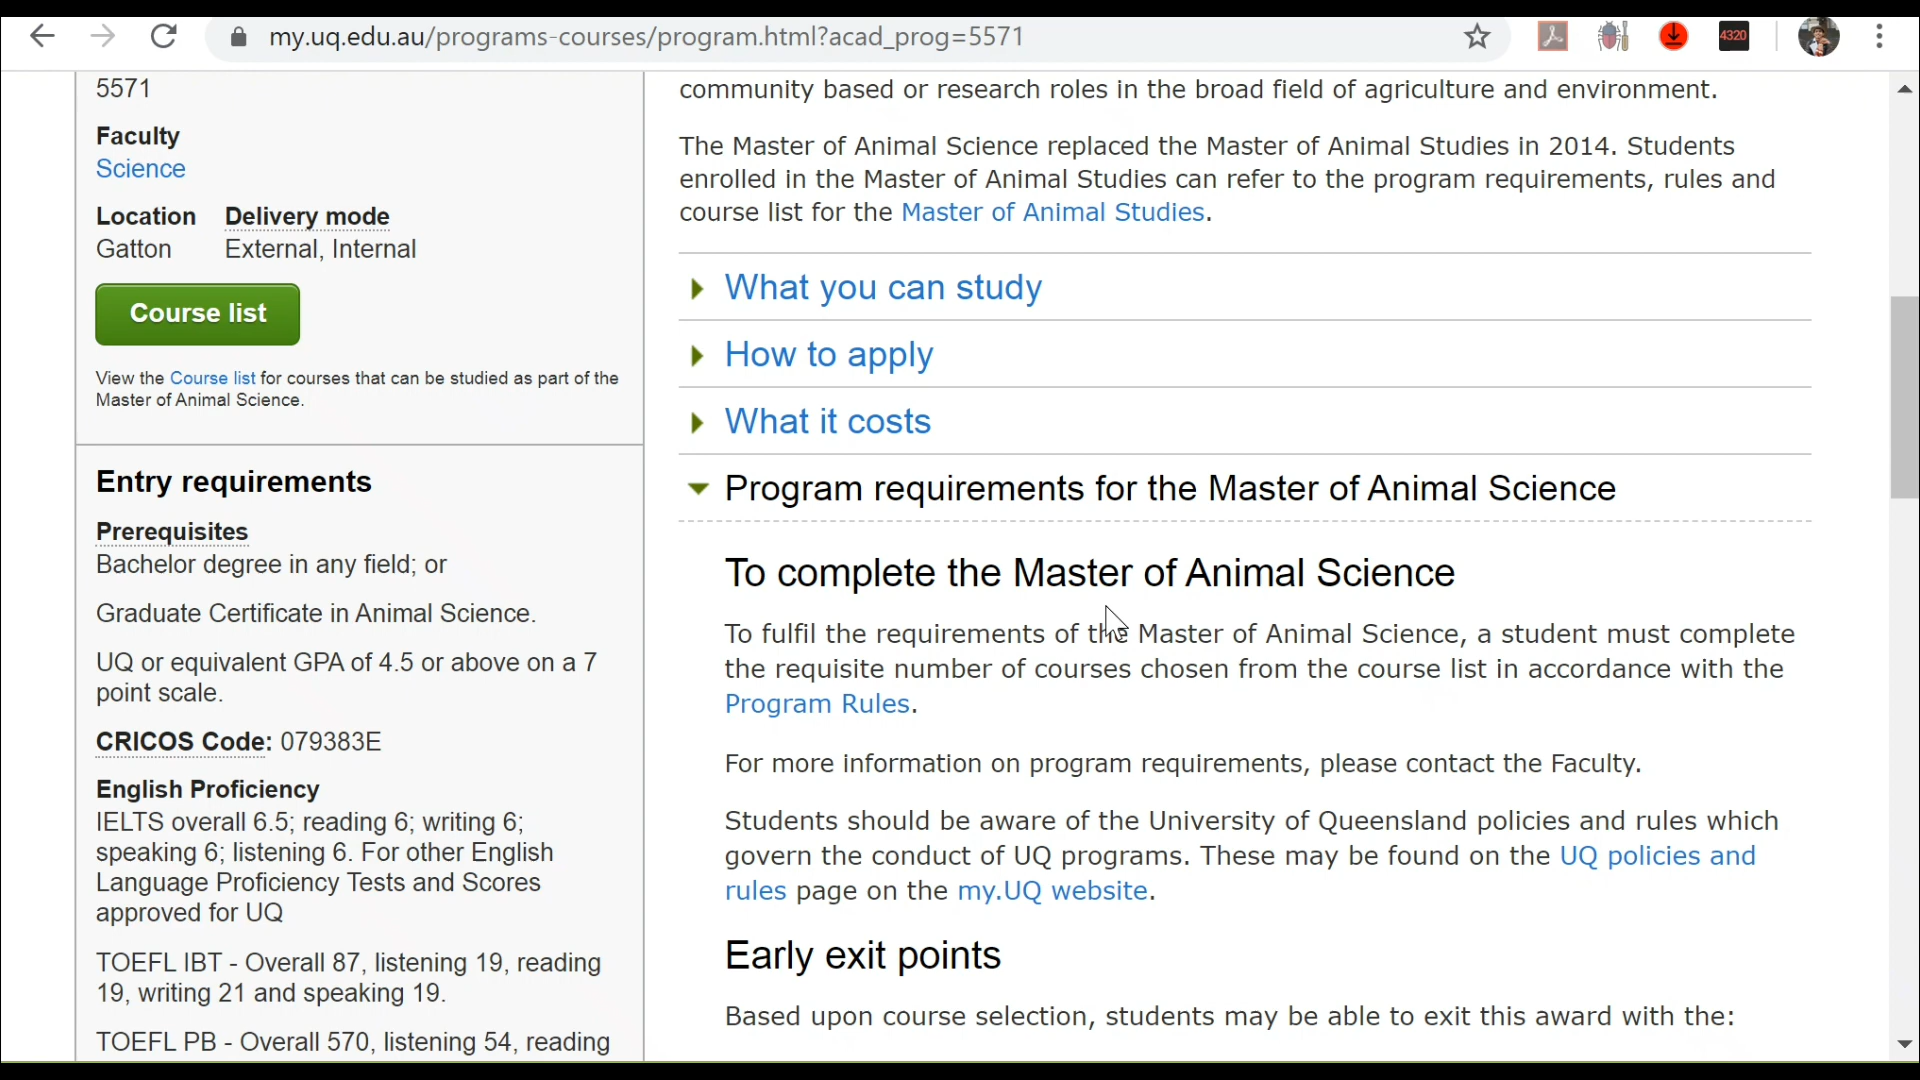 my.uq.edu.au/programs-courses/program.html?acad_prog=5571
4320
5571
Faculty
Science
Location Delivery mode
Gatton External, Internal
Course list
View the Course list for courses that can be studied as part of the
Master of Animal Science.
Entry requirements
Prerequisites
Bachelor degree in any field; or
Graduate Certificate in Animal Science.
UQ or equivalent GPA of 4.5 or above on a 7
point scale.
CRICOS Code: 079383E
English Proficiency
IELTS overall 6.5; reading 6; writing 6;
speaking 6; listening 6. For other English
Language Proficiency Tests and Scores
approved for UQ
TOEFL IBT - Overall 87, listening 19, reading
19, writing 21 and speaking 19.
TOEFL PB - Overall 570, listening 54, reading
community based or research roles in the broad field of agriculture and environment.
The Master of Animal Science replaced the Master of Animal Studies in 2014. Students
enrolled in the Master of Animal Studies can refer to the program requirements, rules and
course list for the Master of Animal Studies.
What you can study
How to apply
What it costs
Program requirements for the Master of Animal Science
To complete the Master of Animal Science
To fulfil the requirements of the Master of Animal Science, a student must complete
the requisite number of courses chosen from the course list in accordance with the
Program Rules.
For more information on program requirements, please contact the Faculty.
Students should be aware of the University of Queensland policies and rules which
govern the conduct of UQ programs. These may be found on the UQ policies and
rules page on the my.UQ website.
Early exit points
Based upon course selection, students may be able to exit this award with the: